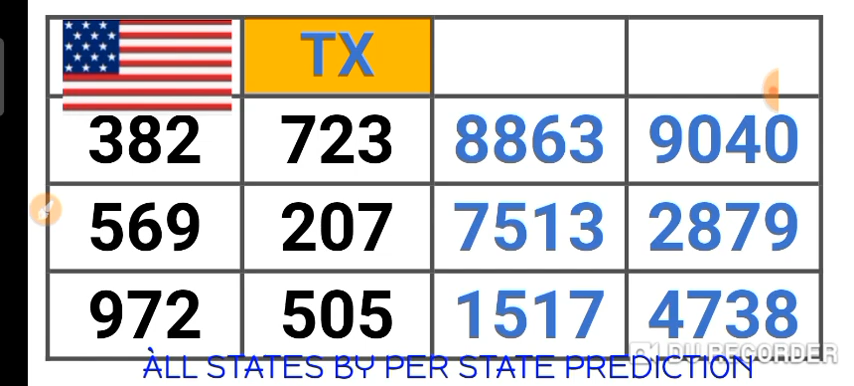 TX
382 723 8863 9040
569 207 7513 2879
972 505 1517 4738
DU RECORDER
ÀLL STATES BY PER STATE PREDICTION